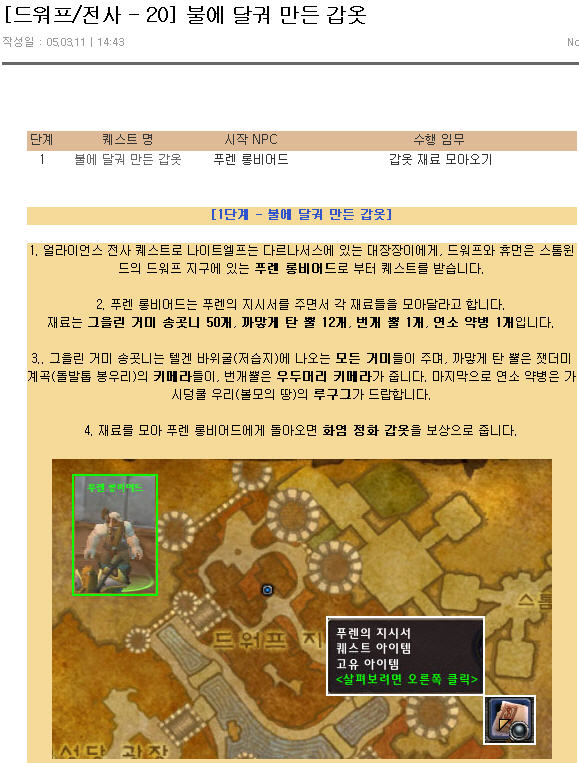 [드워프/전사 - 20] 불에 달궈 만든 갑옷
작성일 : 05.03.11 | 14:43
No
단계 퀘스트 명 시작 NPC 수행 임무
1 불에 달궈 만든 갑옷 푸렌 롱비어드 갑옷 재료 모아오기
[1단계 - 불에 달궈 만든 갑옷]
1. 얼라이언스 전사 퀘스트로 나이트엘프는 다르나서스에 있는 대장장이에게, 드워프와 휴먼은 스톰윈
드의 드워프 지구에 있는 푸렌 롱비어드로 부터 퀘스트를 받습니다.
2. 푸렌 롱비어드는 푸렌의 지시서를 주면서 각 재료들을 모아달라고 합니다.
재료는 그을린 거미 송곳니 50개, 까맣게 탄 뿔 12개, 번개 뿔 1개, 연소 약병 1개입니다.
3.. 그을린 거미 송곳니는 텔겐 바위굴(저습지)에 나오는 모든 거미들이 주며, 까맣게 탄 뿔은 잿더미
계곡(돌발톱 봉우리)의 키메라들이, 번개뿔은 우두머리 키메라가 줍니다. 마지막으로 연소 약병은 가
시덩쿨 우리(불모의 땅)의 루구그가 드랍합니다.
4. 재료를 모아 푸렌 롱비어드에게 돌아오면 화염 정화 갑옷을 보상으로 줍니다.
푸렌 롱비어드
스톰
드워프 지
푸렌의 지시서
퀘스트 아이템
고유 아이템
<살펴보려면 오른쪽 클릭>
성당 광장